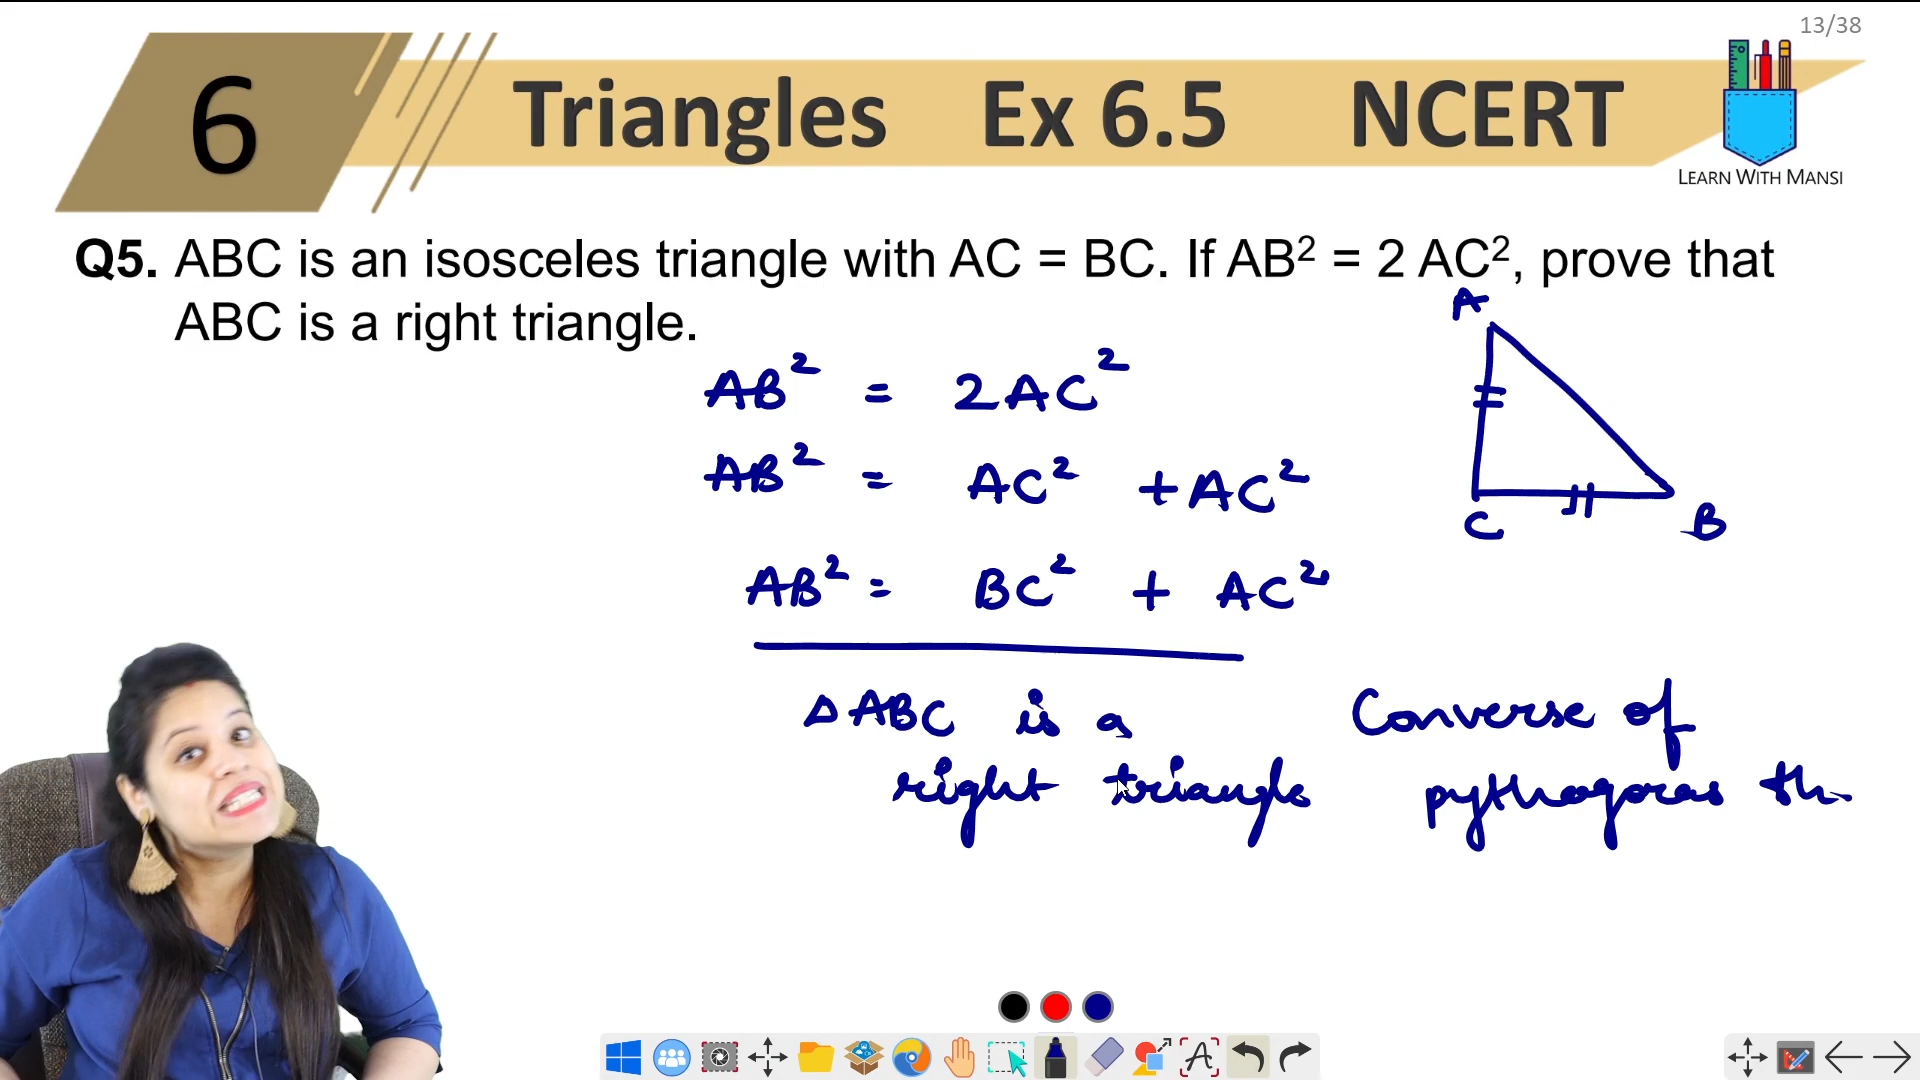 13/38
6 Triangles Ex 6.5 NCERT
LEARN WITH MANSI
Q5. ABC is an isosceles triangle with AC = BC. If AB² = 2 AC², prove that
ABC is a right triangle.
A
AB² = 2AC²
AB² = AC² + AC²
C B
AB² = BC² + AC²
△ABC is a Converse of
right triangle pythagoras th.